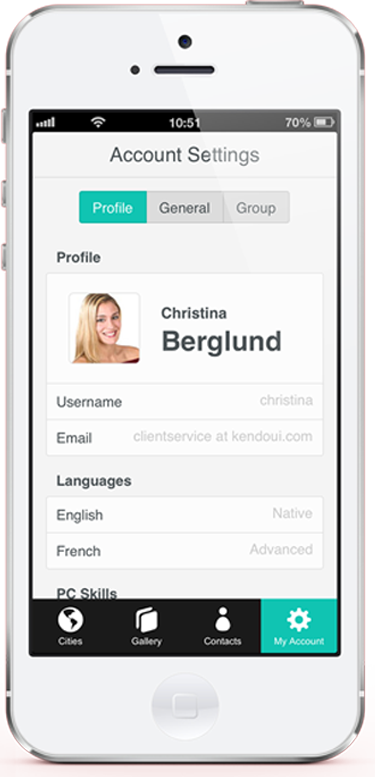 10:51 70%
Account Settings
Profile General Group
Profile
Christina
Berglund
Username christina
Email clientservice at kendoui.com
Languages
English Native
French Advanced
PC Skills
Cities Gallery Contacts My Account